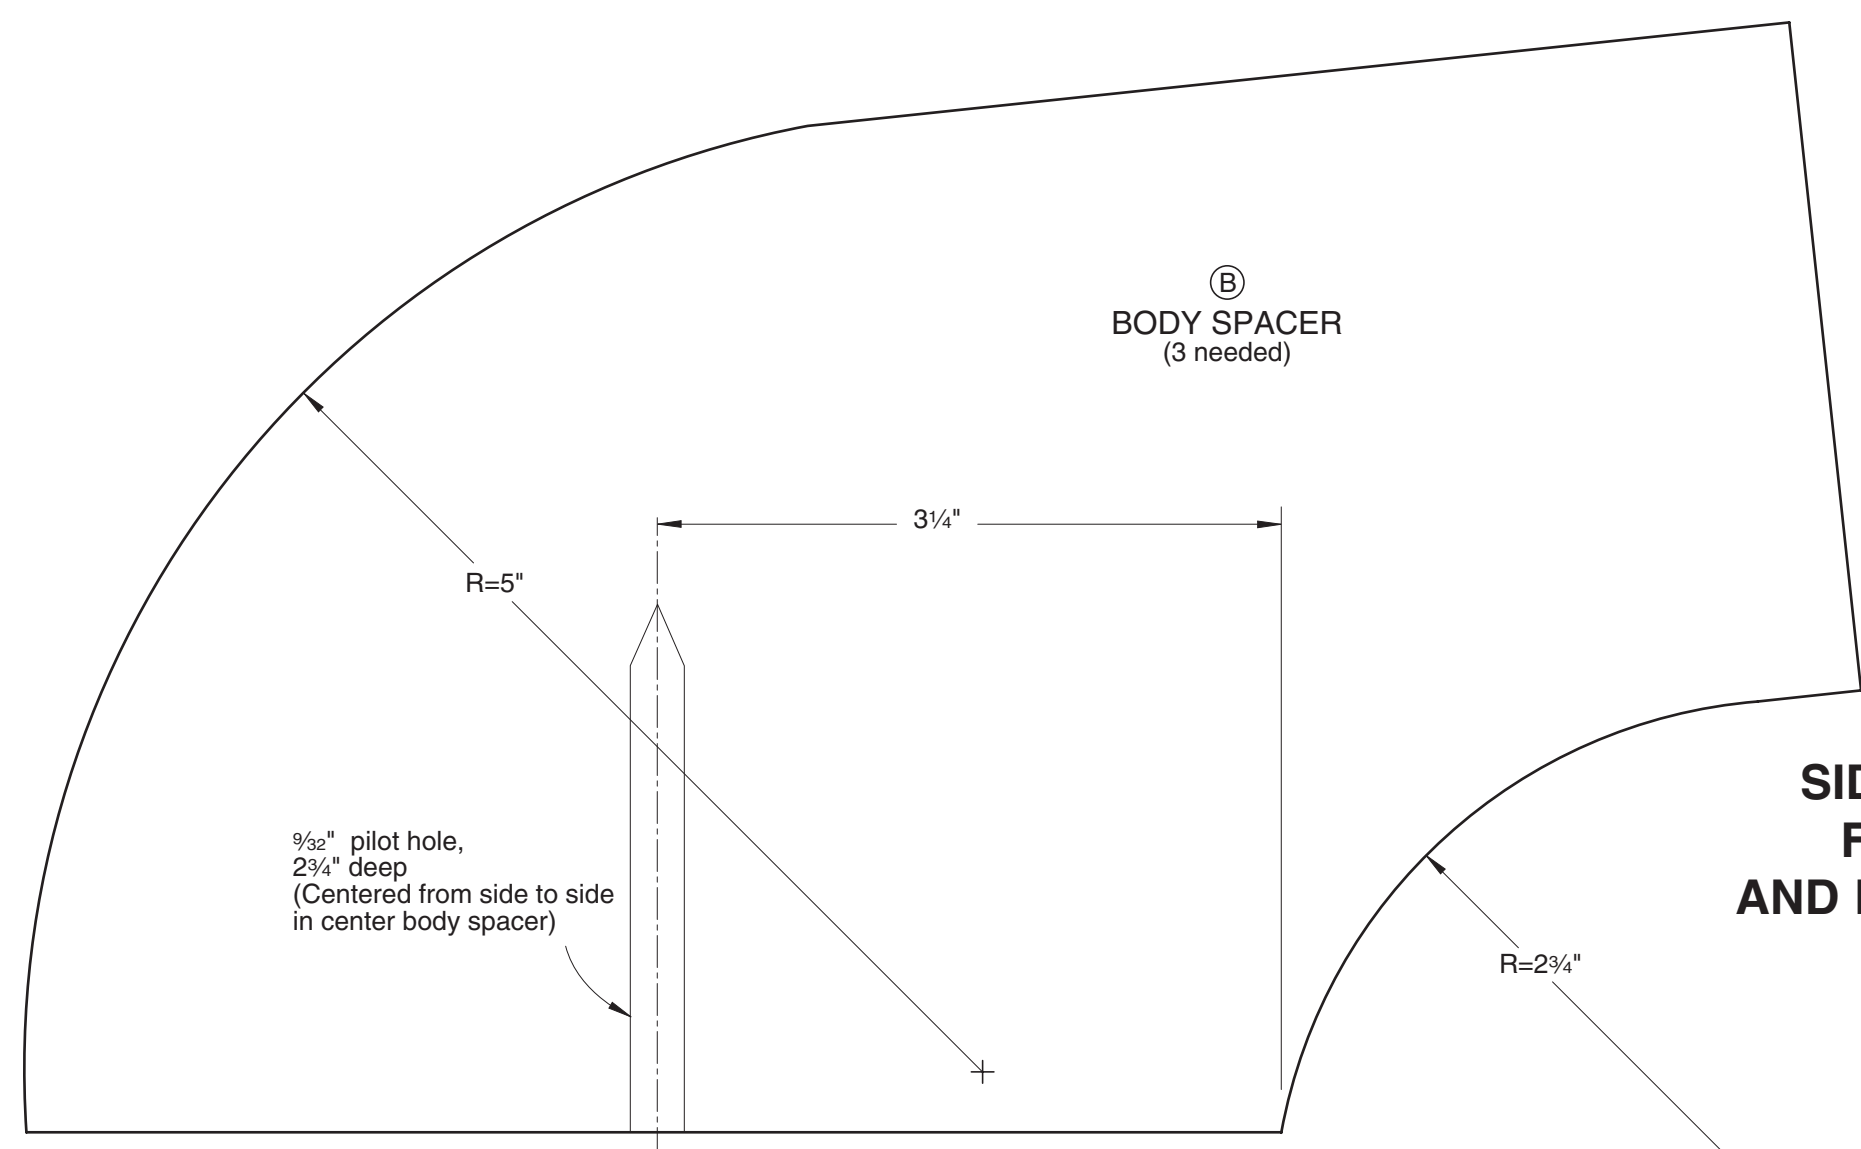 B
BODY SPACER
(3 needed)
3¼"
R=5"
9⁄32" pilot hole,
2¾" deep
(Centered from side to side
in center body spacer)
AND
R=2¾"